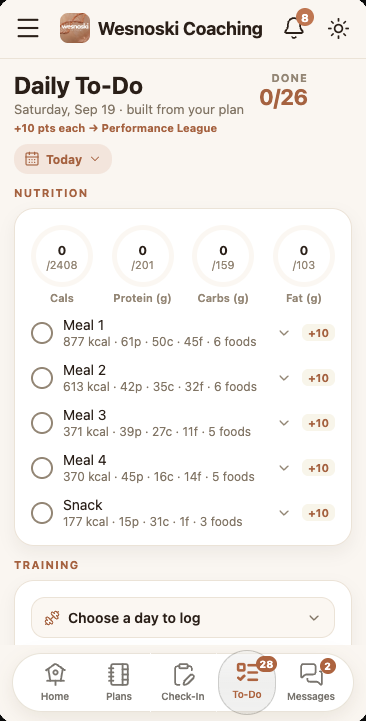 wesnoski
Wesnoski Coaching
8
Daily To-Do
DONE
0/26
Saturday, Sep 19 · built from your plan
+10 pts each → Performance League
Today
NUTRITION
0 0 0 0
/2408 /201 /159 /103
Cals Protein (g) Carbs (g) Fat (g)
Meal 1
877 kcal · 61p · 50c · 45f · 6 foods
+10
Meal 2
613 kcal · 42p · 35c · 32f · 6 foods
+10
Meal 3
371 kcal · 39p · 27c · 11f · 5 foods
+10
Meal 4
370 kcal · 45p · 16c · 14f · 5 foods
+10
Snack
177 kcal · 15p · 31c · 1f · 3 foods
+10
TRAINING
Choose a day to log
28 2
Home Plans Check-In To-Do Messages